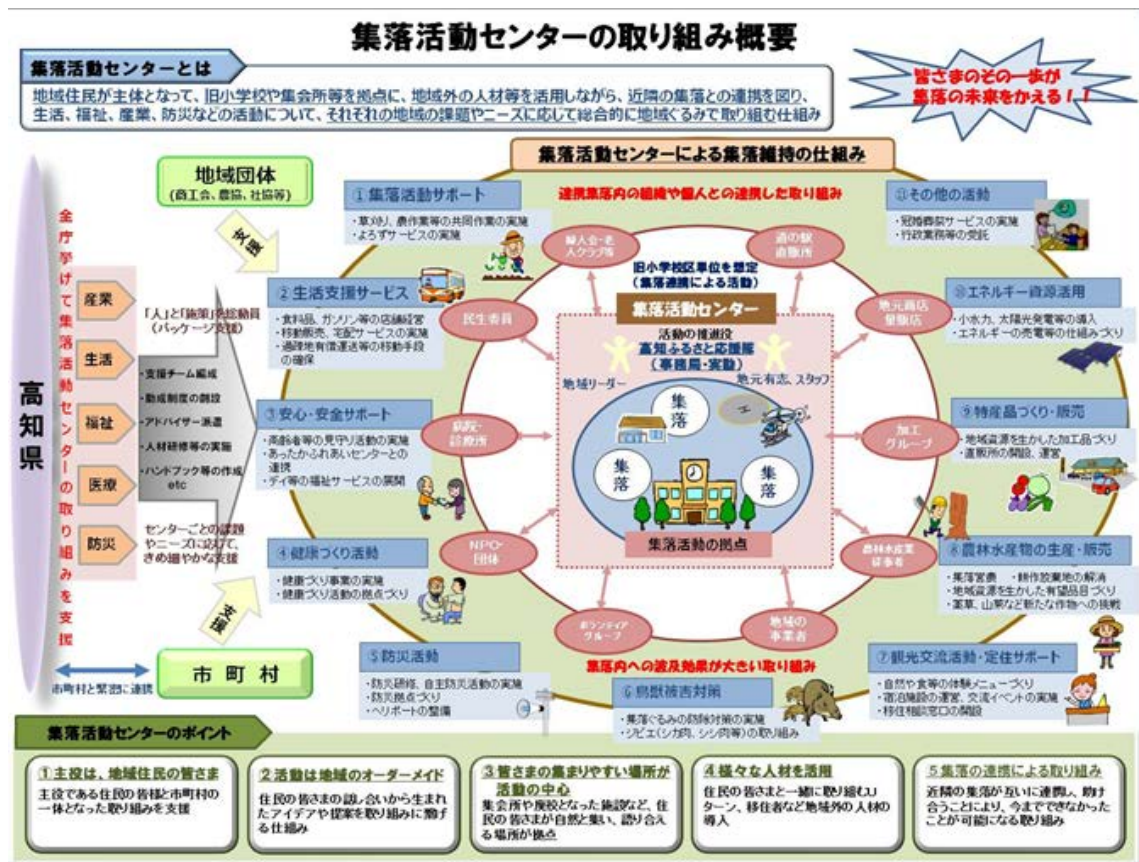 集落活動センターの取り組み概要
集落活動センターとは
地域住民が主体となって、旧小学校や集会所等を拠点に、地域外の人材等を活用しながら、近隣の集落との連携を図り、
生活、福祉、産業、防災などの活動について、それぞれの地域の課題やニーズに応じて総合的に地域ぐるみで取り組む仕組み
皆さまのその一歩が
集落の未来をかえる！！
高知県
全庁挙げて集落活動センターの取り組みを支援
産業
生活
福祉
医療
防災
地域団体
(商工会、農協、社協等)
支援
「人」と「施策」を総動員
(パッケージ支援)
・支援チーム編成
・助成制度の創設
・アドバイザー派遣
・人材研修等の実施
・ハンドブック等の作成
etc
センターごとの課題
やニーズに応じて、
きめ細やかな支援
支援
市町村
市町村と緊密に連携
集落活動センターによる集落維持の仕組み
連携集落内の組織や個人との連携した取り組み
①集落活動サポート
・草刈り、農作業等の共同作業の実施
・よろずサービスの実施
②生活支援サービス
・食料品、ガソリン等の店舗経営
・移動販売、宅配サービスの実施
・過疎地有償運送等の移動手段
の確保
③安心・安全サポート
・高齢者等の見守り活動の実施
・あったかふれあいセンターとの
連携
・デイ等の福祉サービスの展開
④健康づくり活動
・健康づくり事業の実施
・健康づくり活動の拠点づくり
⑤防災活動
・防災研修、自主防災活動の実施
・防災拠点づくり
・ヘリポートの整備
⑥鳥獣被害対策
・集落ぐるみの防除対策の実施
・ジビエ(シカ肉、シシ肉等)の取り組み
⑦観光交流活動・定住サポート
・自然や食等の体験メニューづくり
・宿泊施設の運営、交流イベントの実施
・移住相談窓口の開設
⑧農林水産物の生産・販売
・集落営農　・耕作放棄地の解消
・地域資源を生かした有望品目づくり
・薬草、山菜など新たな作物への挑戦
⑨特産品づくり・販売
・地域資源を生かした加工品づくり
・直販所の開設、運営
⑩エネルギー資源活用
・小水力、太陽光発電等の導入
・エネルギーの売電等の仕組みづくり
⑪その他の活動
・冠婚葬祭サービスの実施
・行政業務等の受託
婦人会・老
人クラブ等
道の駅
直販所
民生委員
地元商店
量販店
病院・
診療所
加工
グループ
NPO・
団体
農林水産業
従事者
ボランティア
グループ
地域の
事業者
旧小学校区単位を想定
(集落連携による活動)
集落活動センター
活動の推進役
高知ふるさと応援隊
(事務局・実動)
地域リーダー
地元有志、スタッフ
集落
集落
集落
H
集落活動の拠点
集落内への波及効果が大きい取り組み
集落活動センターのポイント
①主役は、地域住民の皆さま
主役である住民の皆様と市町村の
一体となった取り組みを支援
②活動は地域のオーダーメイド
住民の皆さまの話し合いから生まれ
たアイデアや提案を取り組みに繋げ
る仕組み
③皆さまの集まりやすい場所が
活動の中心
集会所や廃校となった施設など、住
民の皆さまが自然と集い、語り合え
る場所が拠点
④様々な人材を活用
住民の皆さまと一緒に取り組むU
ターン、移住者など地域外の人材の
導入
⑤集落の連携による取り組み
近隣の集落が互いに連携し、助け
合うことにより、今までできなかった
ことが可能になる取り組み